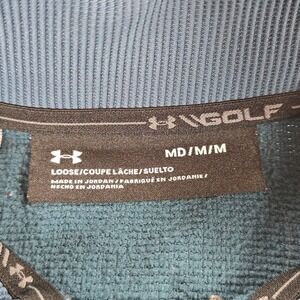 GOLF
MD/M/M
LOOSE/COUPE LÂCHE/SUELTO
MADE IN JORDAN/FABRIQUÉ EN JORDANIE/
HECHO EN JORDANIA